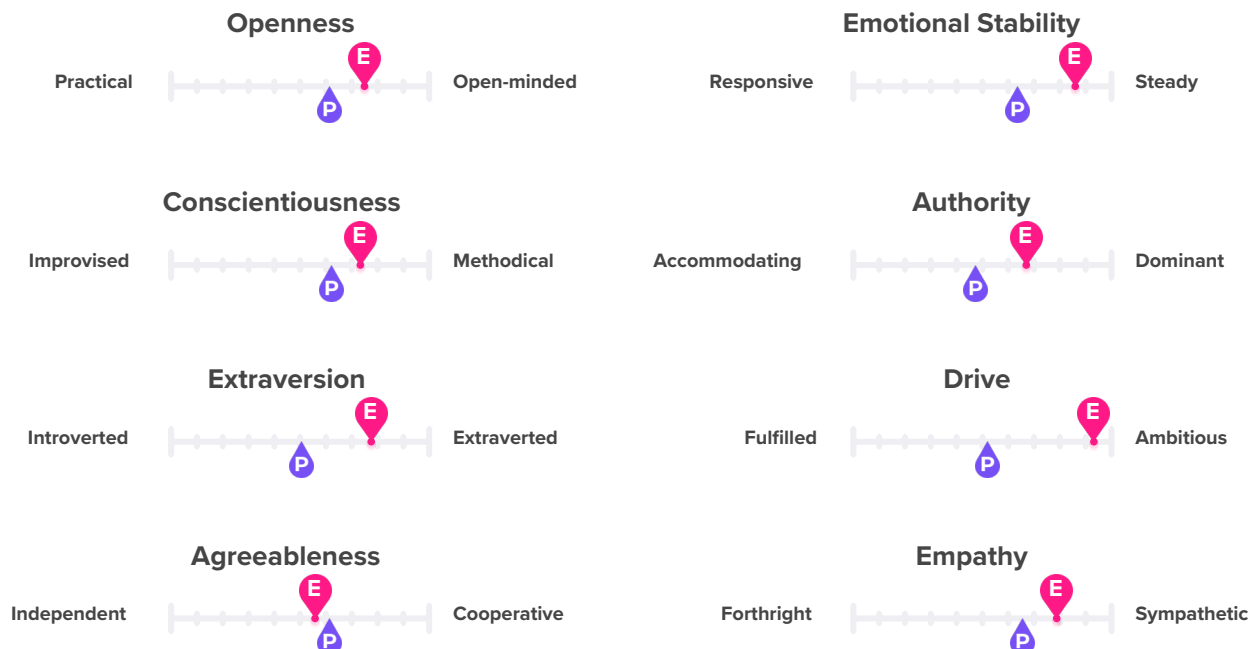 Openness
E
Practical
Open-minded
P
Conscientiousness
E
Improvised
Methodical
P
Extraversion
E
Introverted
Extraverted
P
Agreeableness
E
Independent
Cooperative
P
Emotional Stability
E
Responsive
Steady
P
Authority
E
Accommodating
Dominant
P
Drive
E
Fulfilled
Ambitious
P
Empathy
E
Forthright
Sympathetic
P